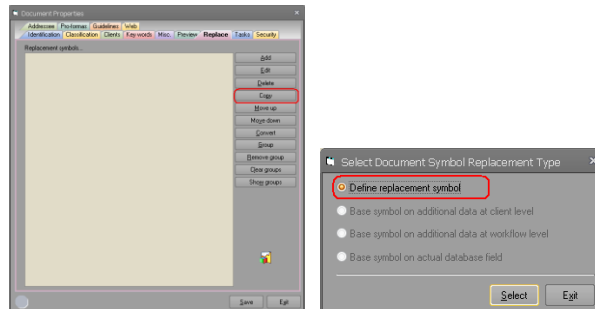 Document Properties
Addressee Pro-formas Guidelines Web
Identification Classification Clients Key words Misc. Preview Replace Tasks Security
Replacement symbols...
Add
Edit
Delete
Copy
Move up
Move down
Convert
Group
Remove group
Clear groups
Show groups
Save Exit
Select Document Symbol Replacement Type
Define replacement symbol
Base symbol on additional data at client level
Base symbol on additional data at workflow level
Base symbol on actual database field
Select Exit